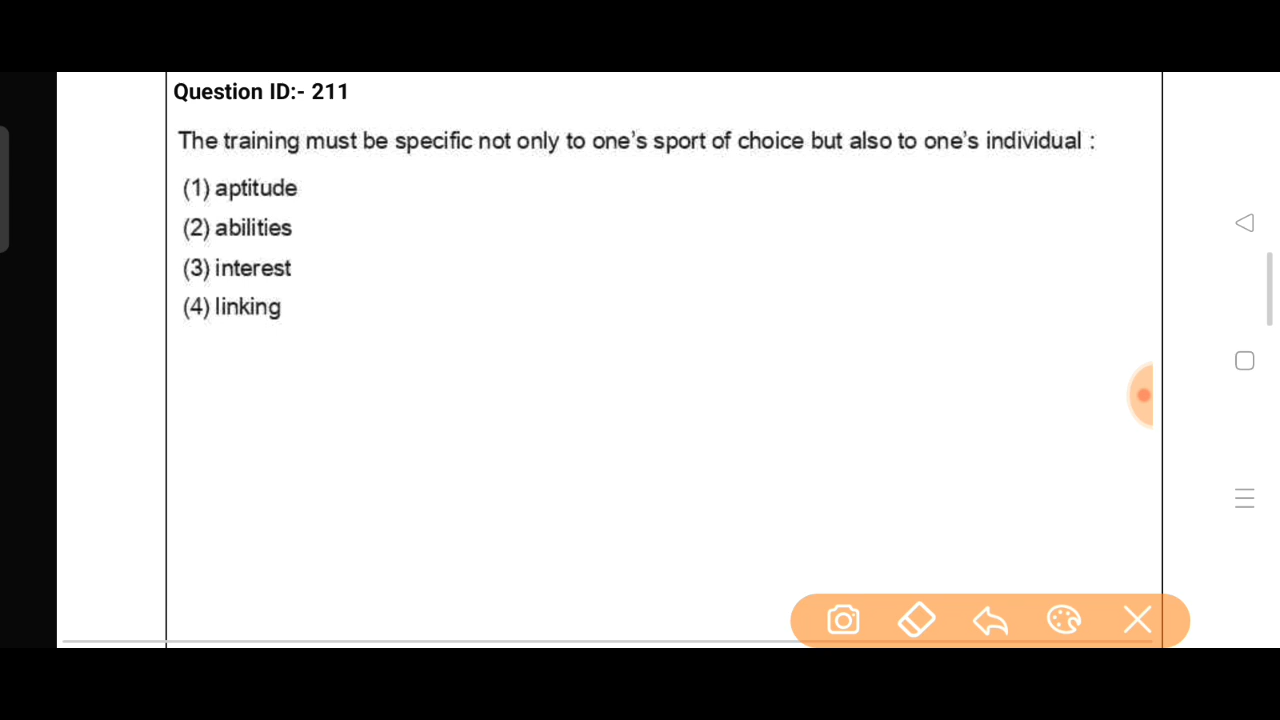 Question ID:- 211
The training must be specific not only to one's sport of choice but also to one's individual :
(1) aptitude
(2) abilities
(3) interest
(4) linking